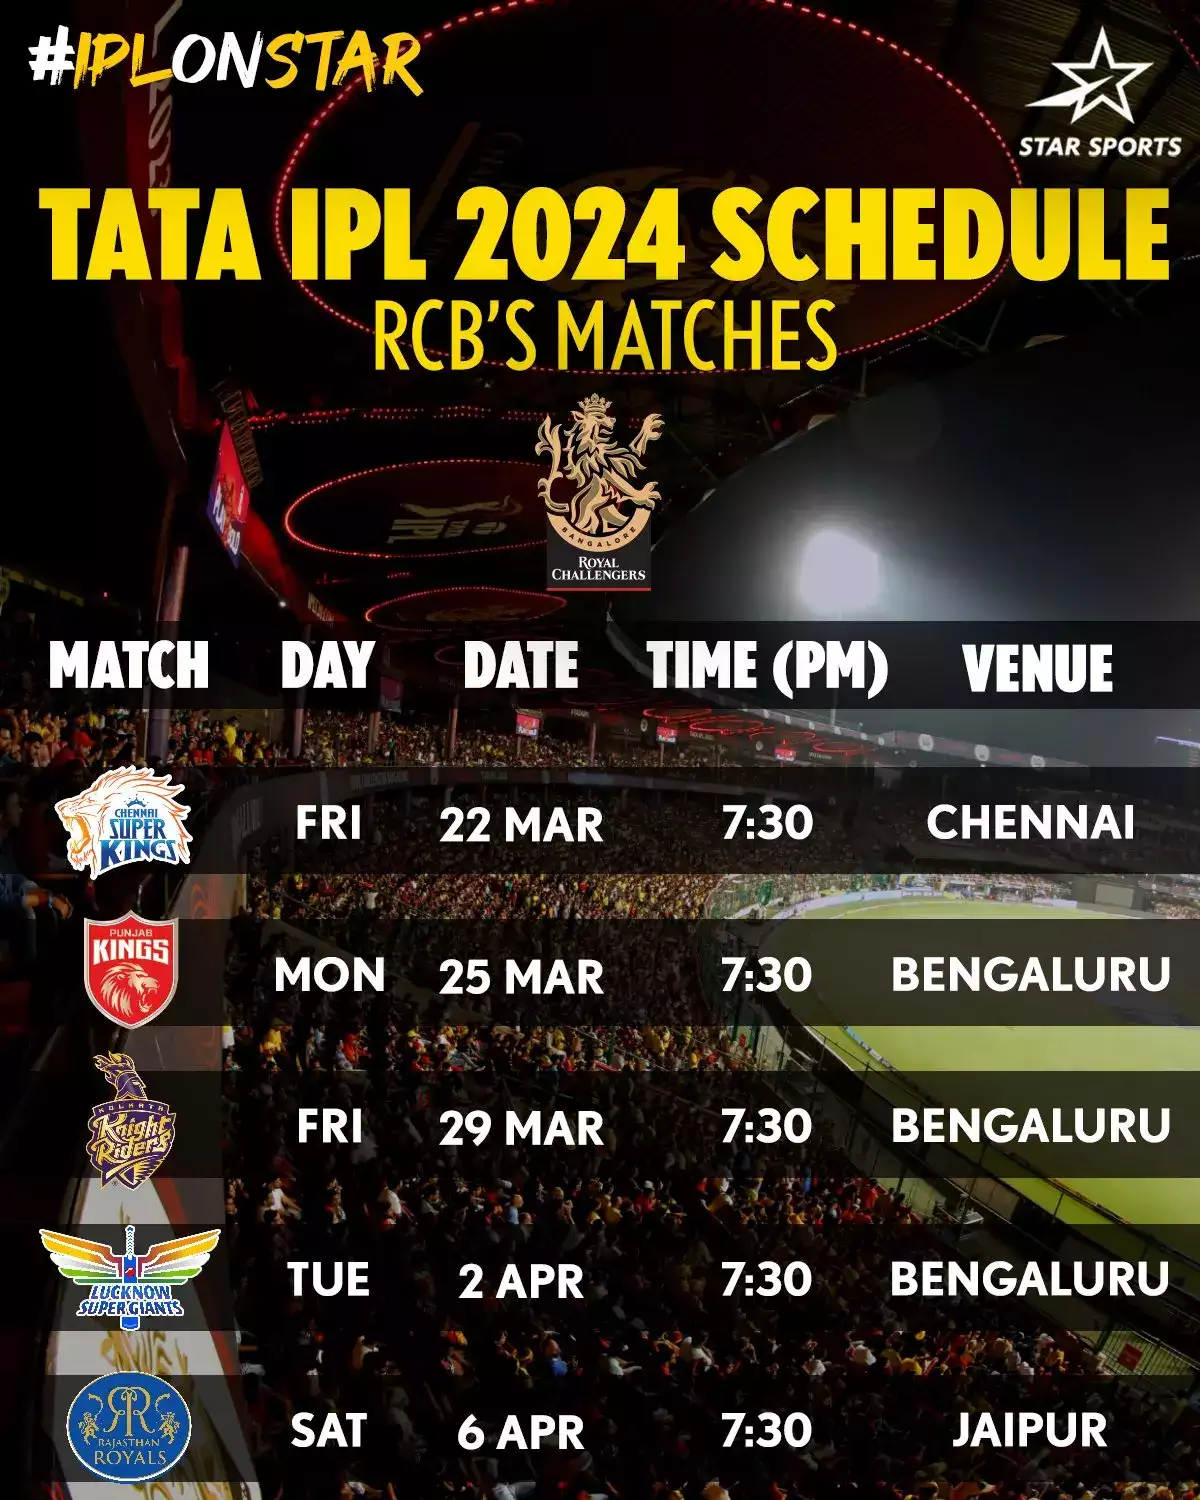 #IPLONSTAR
STAR SPORTS
TATA IPL 2024 SCHEDULE
RCB'S MATCHES
BANGALORE
ROYAL
CHALLENGERS
MATCH DAY DATE TIME (PM) VENUE
CHENNAI
SUPER
KINGS
FRI 22 MAR 7:30 CHENNAI
PUNJAB
KINGS
MON 25 MAR 7:30 BENGALURU
KOLKATA
Knight
Riders
FRI 29 MAR 7:30 BENGALURU
LUCKNOW
SUPER GIANTS
TUE 2 APR 7:30 BENGALURU
RR
RAJASTHAN
ROYALS
SAT 6 APR 7:30 JAIPUR